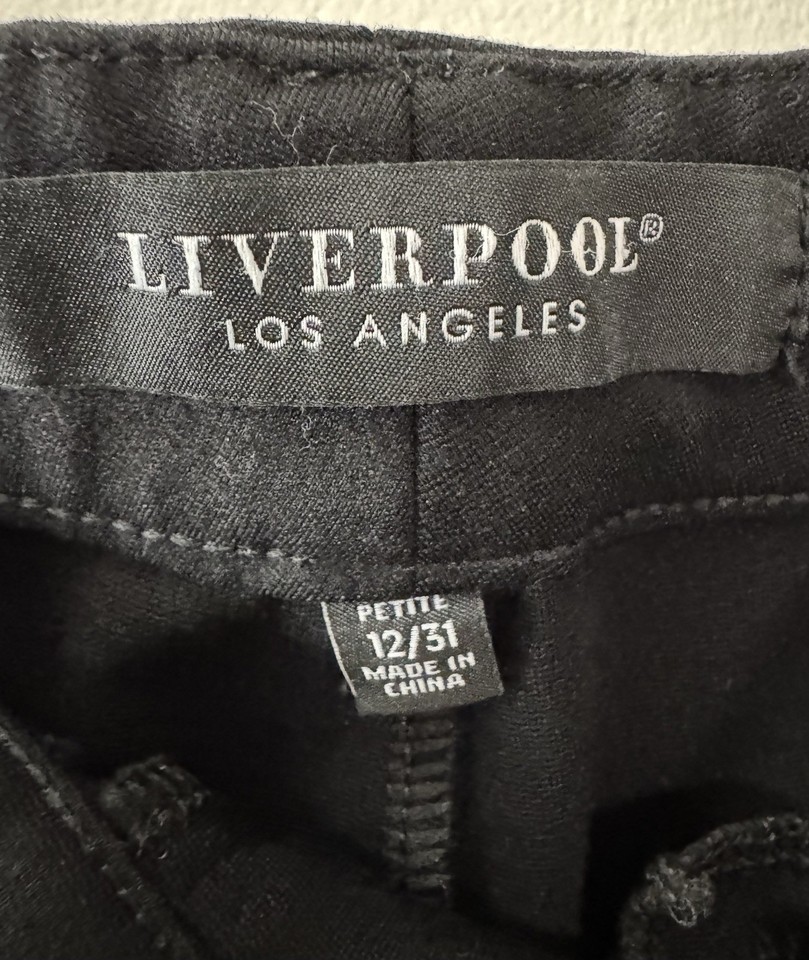 LIVERPOOL®
LOS ANGELES
PETITE
12/31
MADE IN
CHINA